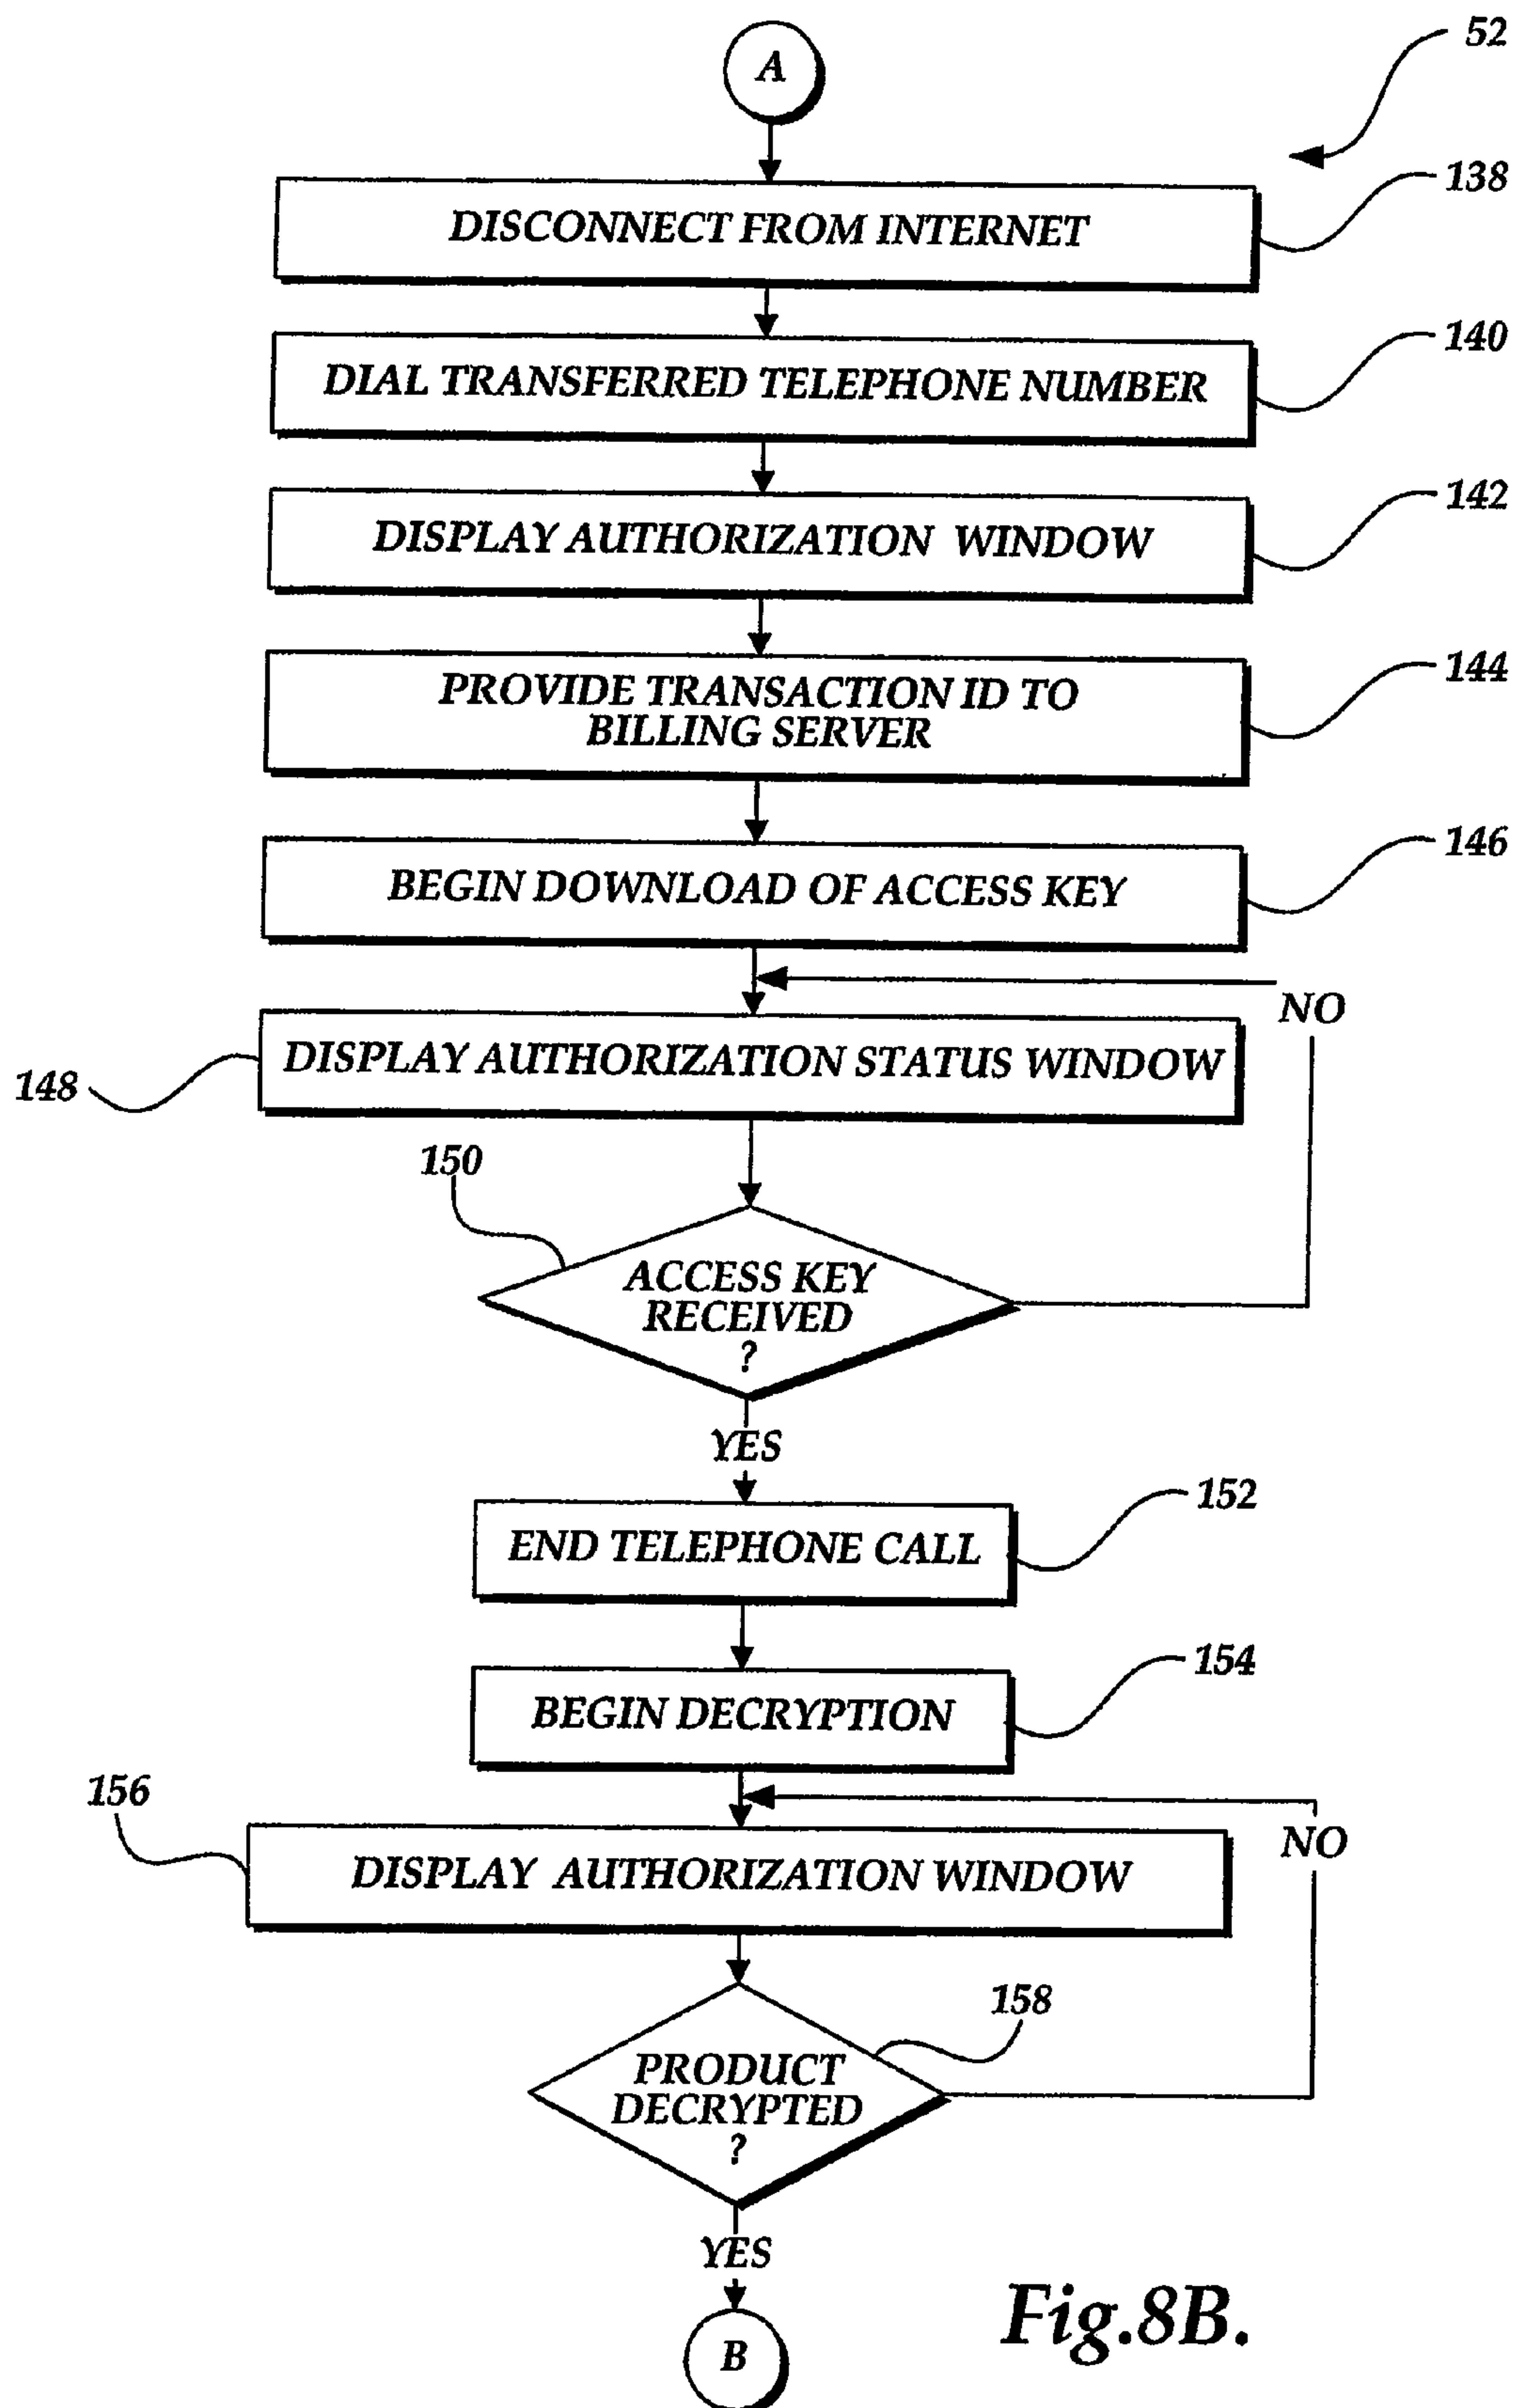 A
52
DISCONNECT FROM INTERNET
138
DIAL TRANSFERRED TELEPHONE NUMBER
140
DISPLAY AUTHORIZATION WINDOW
142
PROVIDE TRANSACTION ID TO
BILLING SERVER
144
BEGIN DOWNLOAD OF ACCESS KEY
146
NO
DISPLAY AUTHORIZATION STATUS WINDOW
148
150
ACCESS KEY
RECEIVED
?
YES
END TELEPHONE CALL
152
BEGIN DECRYPTION
154
156
NO
DISPLAY AUTHORIZATION WINDOW
158
PRODUCT
DECRYPTED
?
YES
B
Fig.8B.